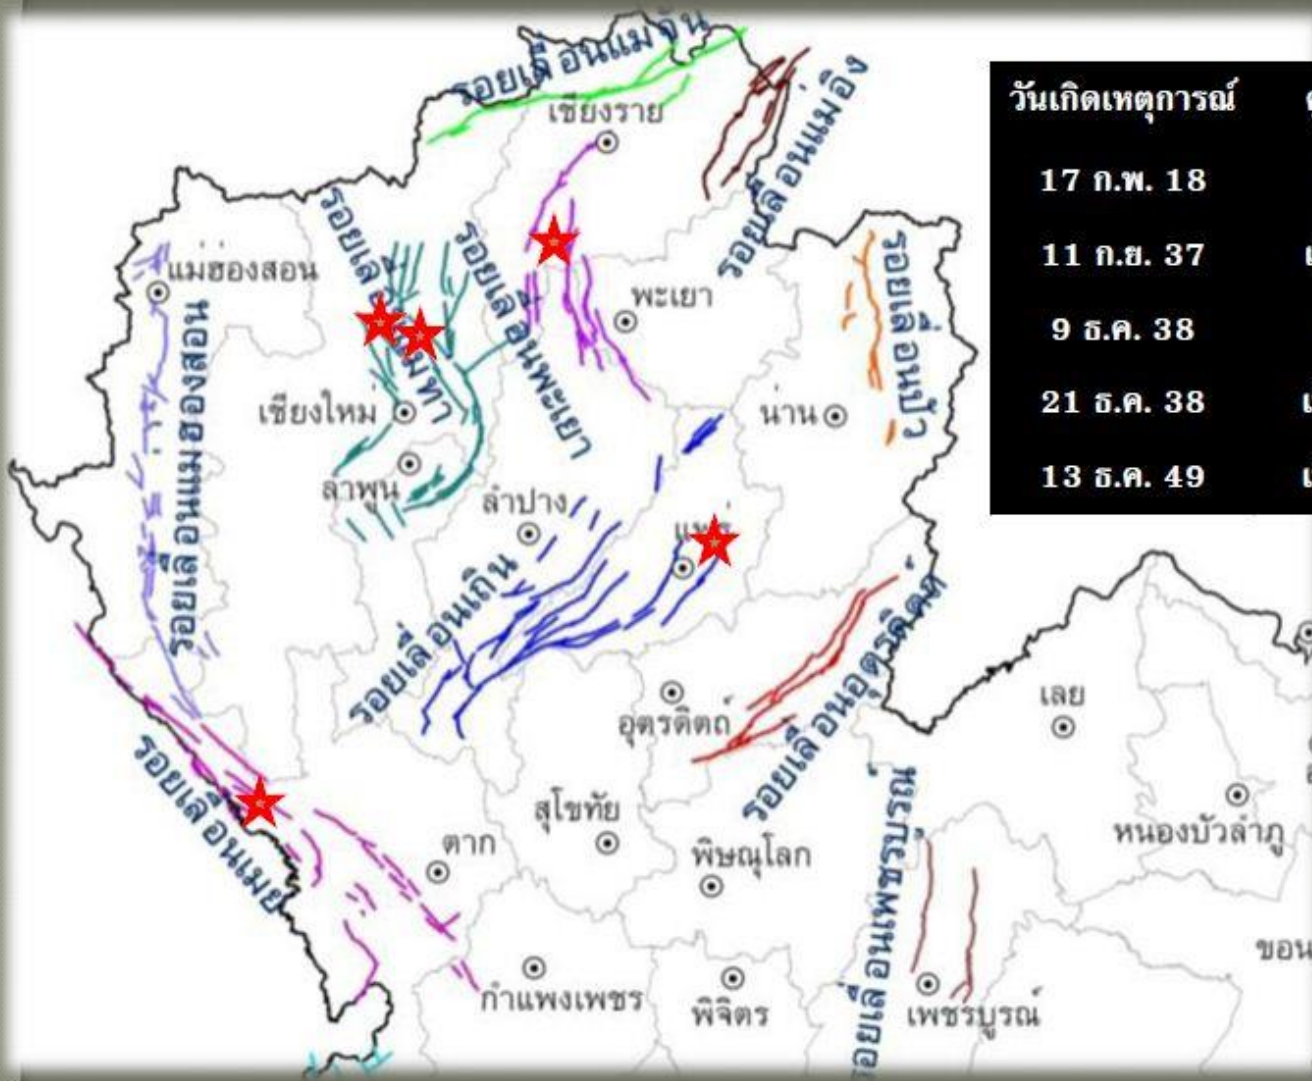 รอยเลื่อนแม่จัน
เชียงราย
รอยเลื่อนแม่อิง
แม่ฮ่องสอน
รอยเลื่อนแม่ทา
รอยเลื่อนพะเยา
พะเยา
รอยเลื่อนปัว
รอยเลื่อนแม่ฮ่องสอน
เชียงใหม่
น่าน
ลำพูน
ลำปาง
แพร่
รอยเลื่อนเถิน
รอยเลื่อนอุตรดิตถ์
อุตรดิตถ์
เลย
รอยเลื่อนเมย
สุโขทัย
ตาก
พิษณุโลก
หนองบัวลำภู
รอยเลื่อนเพชรบูรณ์
กำแพงเพชร
พิจิตร
เพชรบูรณ์
ขอน
วันเกิดเหตุการณ์
17 ก.พ. 18
11 ก.ย. 37
9 ธ.ค. 38
21 ธ.ค. 38
13 ธ.ค. 49